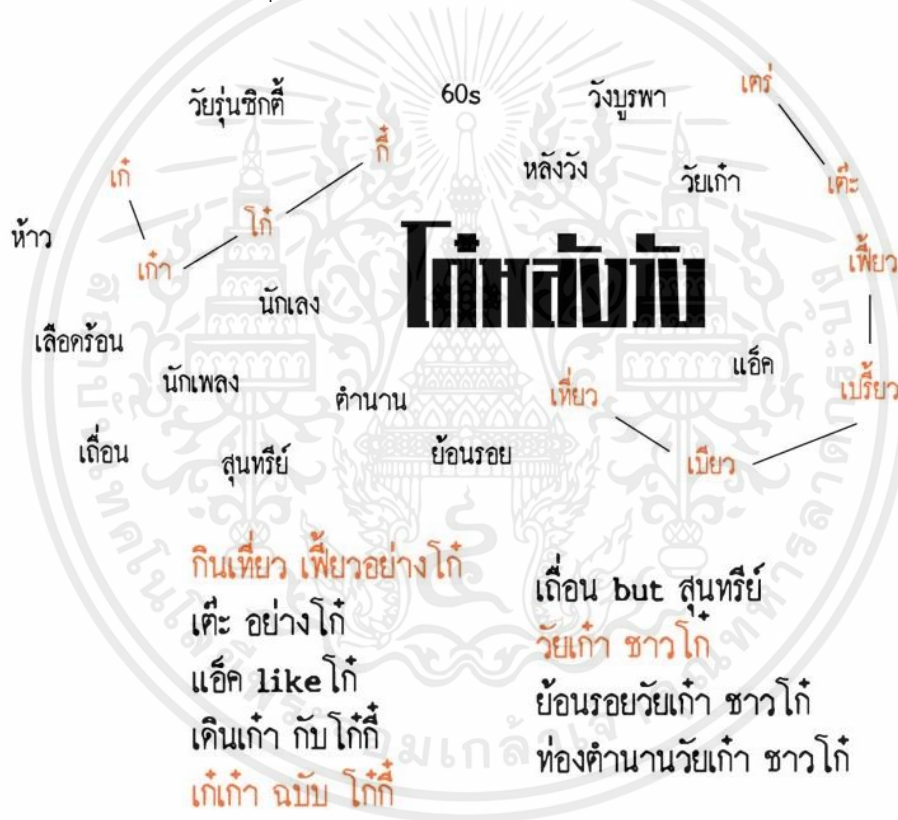 วัยรุ่นซิกตี้
60s
วังบูรพา
เตร่
กี๋
หลังวัง
วัยเก๋า
เก๋
เต๊ะ
โก๋
ห้าว
เก๋า
โก๋หลังวัง
เฟี้ยว
นักเลง
เลือดร้อน
แอ็ค
นักเพลง
ตำนาน
เที่ยว
เปรี้ยว
เถื่อน
สุนทรีย์
ย้อนรอย
เบียว
กินเที่ยว เฟี้ยวอย่างโก๋
เต๊ะ อย่างโก๋
แอ็ค like โก๋
เดินเก๋า กับโก๋กี๋
เก๋เก๋า ฉบับ โก๋กี๋
เถื่อน but สุนทรีย์
วัยเก๋า ชาวโก๋
ย้อนรอยวัยเก๋า ชาวโก๋
ท่องตำนานวัยเก๋า ชาวโก๋